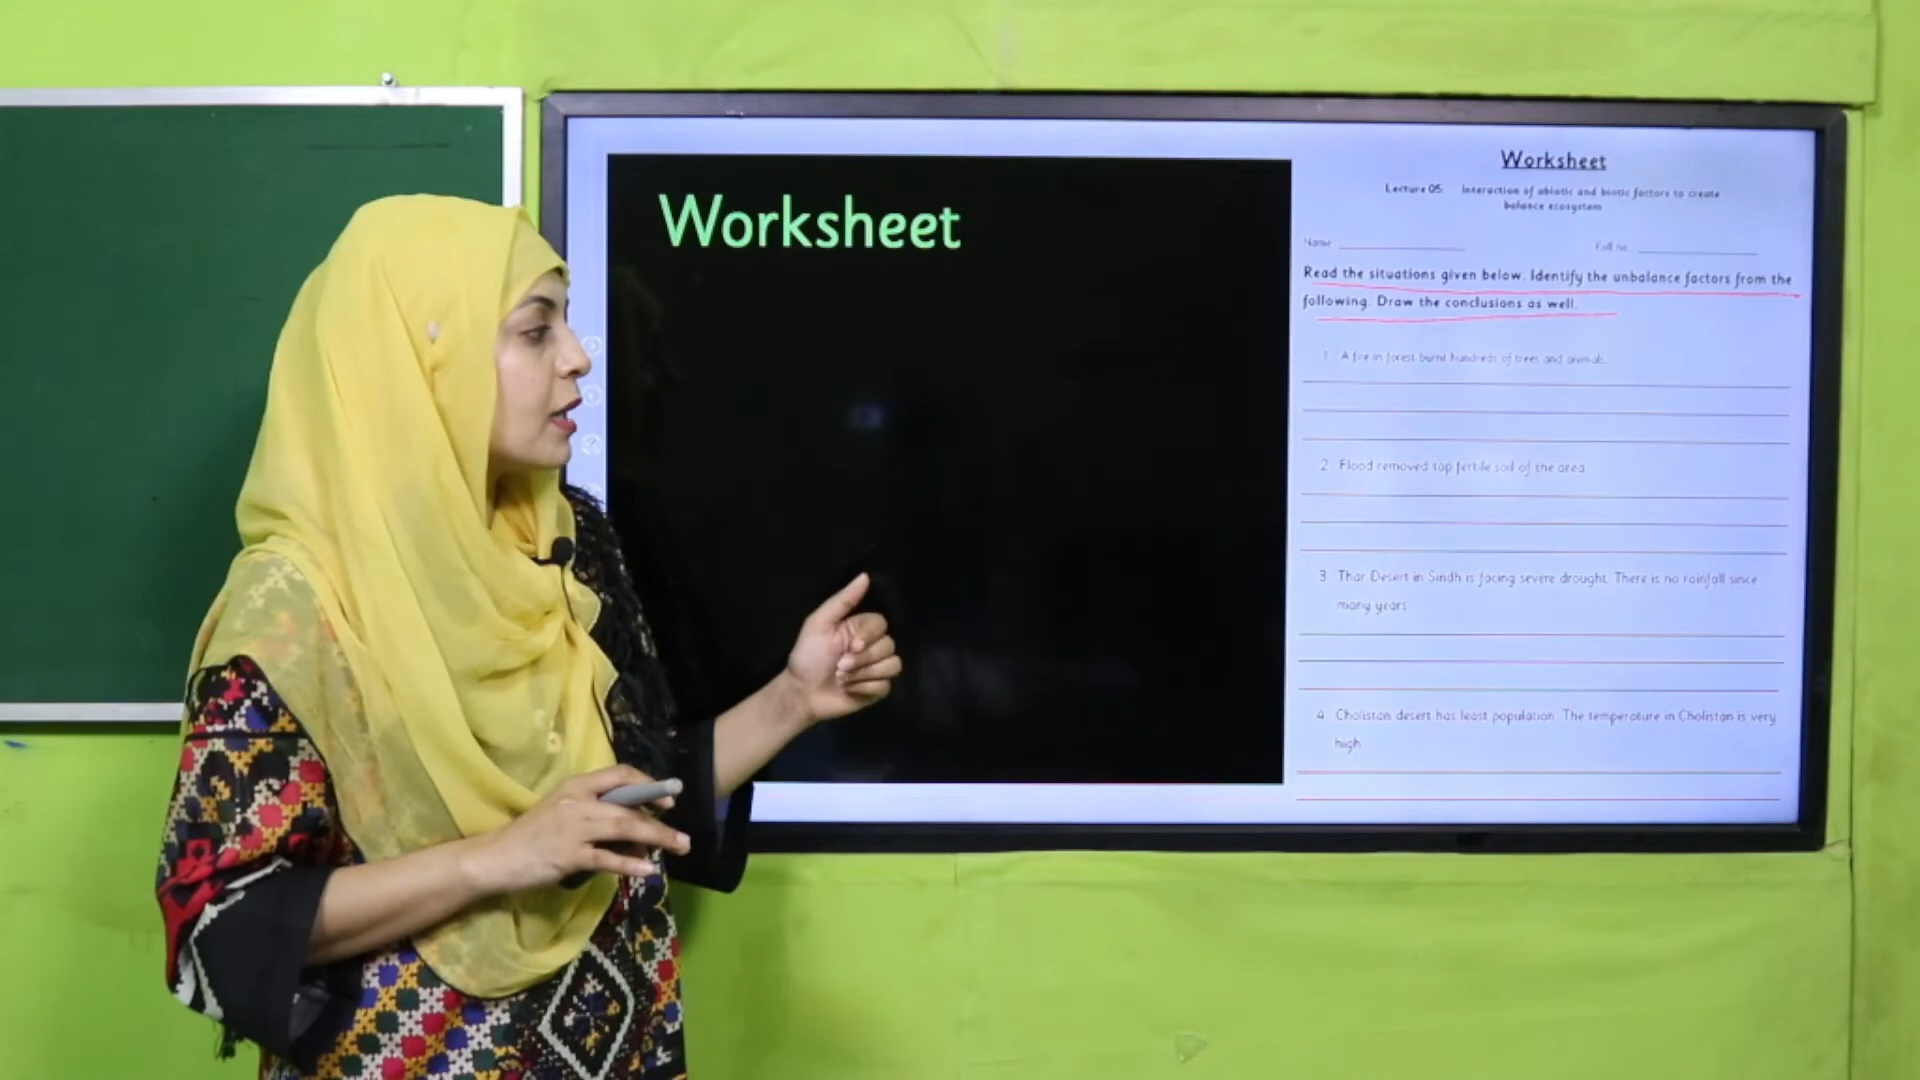 Worksheet
Worksheet
Lecture 05: Interaction of abiotic and biotic factors to create
balance ecosystem
Name
Roll no
Read the situations given below. Identify the unbalance factors from the
following. Draw the conclusions as well.
1 A fire in forest burnt hundreds of trees and animals.
2 Flood removed top fertile soil of the area
3 Thar Desert in Sindh is facing severe drought. There is no rainfall since
many years
4 Cholistan desert has least population. The temperature in Cholistan is very
high